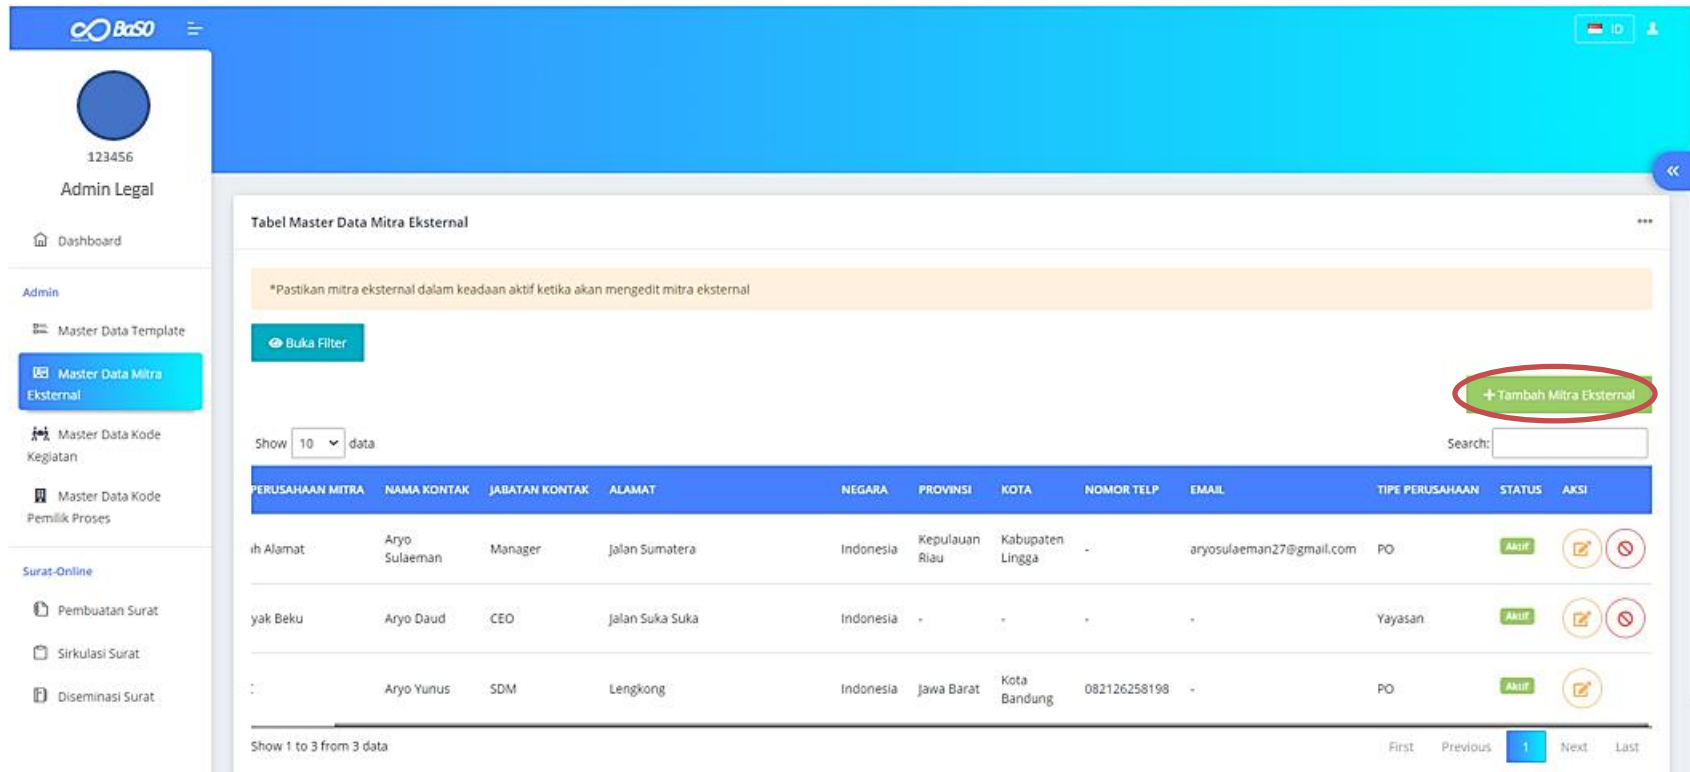 BaSO
ID
123456
Admin Legal
Dashboard
Admin
Master Data Template
Master Data Mitra
Eksternal
Master Data Kode
Kegiatan
Master Data Kode
Pemilik Proses
Surat-Online
Pembuatan Surat
Sirkulasi Surat
Diseminasi Surat
Tabel Master Data Mitra Eksternal
*Pastikan mitra eksternal dalam keadaan aktif ketika akan mengedit mitra eksternal
Buka Filter
+Tambah Mitra Eksternal
Show 10 data
Search:
PERUSAHAAN MITRA NAMA KONTAK JABATAN KONTAK ALAMAT NEGARA PROVINSI KOTA NOMOR TELP EMAIL TIPE PERUSAHAAN STATUS AKSI
Alamat Aryo Sulaeman Manager Jalan Sumatera Indonesia Kepulauan Riau Kabupaten Lingga - aryosulaeman27@gmail.com PO Aktif
yak Beku Aryo Daud CEO Jalan Suka Suka Indonesia - - - - Yayasan Aktif
Aryo Yunus SDM Lengkong Indonesia Jawa Barat Kota Bandung 082126258198 - PO Aktif
Show 1 to 3 from 3 data
First Previous 1 Next Last